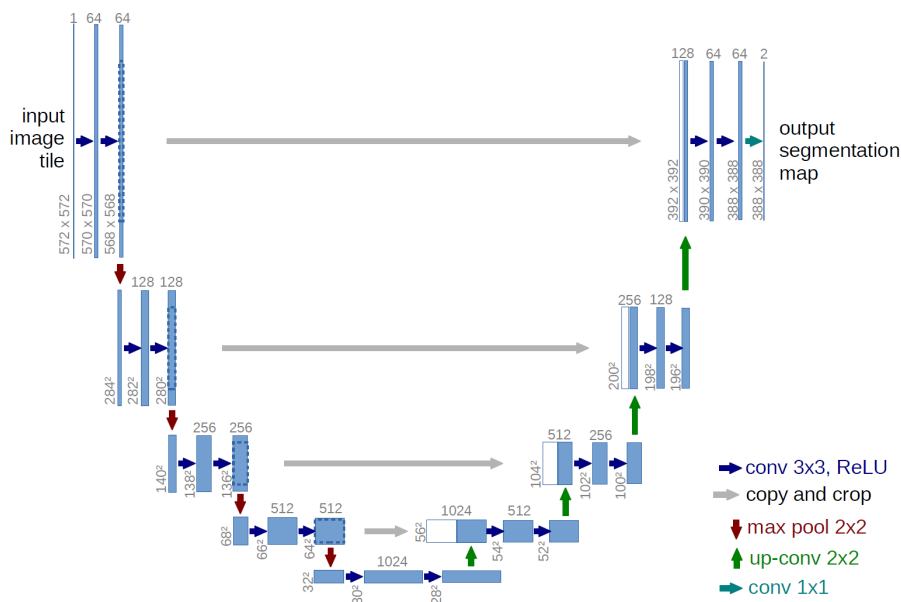 1 64 64
input
image
tile
572 x 572
570 x 570
568 x 568
128 64 64 2
392 x 392
390 x 390
388 x 388
388 x 388
output
segmentation
map
128 128
284²
282²
280²
256 128
200²
198²
196²
256 256
140²
138²
136²
512 256
104²
102²
100²
512 512
68²
66²
64²
1024 512
56²
54²
52²
1024
32²
30²
28²
conv 3x3, ReLU
copy and crop
max pool 2x2
up-conv 2x2
conv 1x1